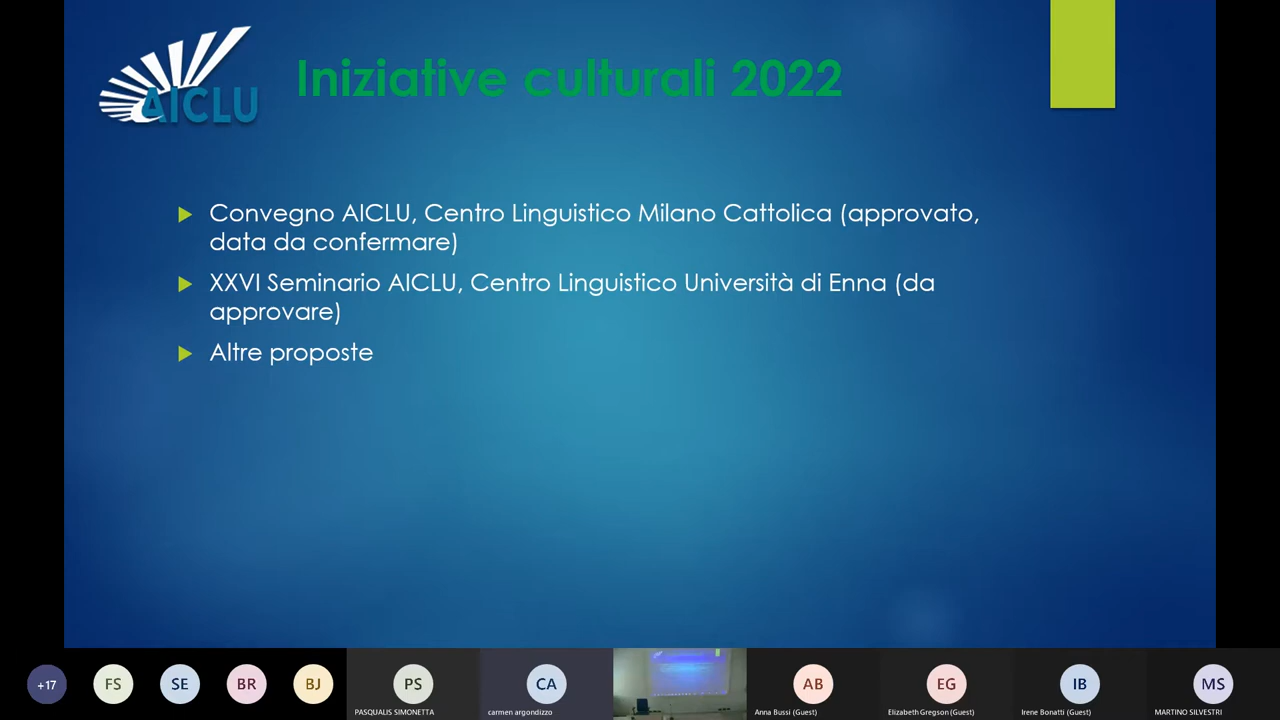 AICLU
Iniziative culturali 2022
Convegno AICLU, Centro Linguistico Milano Cattolica (approvato,
data da confermare)
XXVI Seminario AICLU, Centro Linguistico Università di Enna (da
approvare)
Altre proposte
+17
FS
SE
BR
BJ
PS
CA
AB
EG
IB
MS
PASQUALIS SIMONETTA
carmen argondizzo
Anna Bussi (Guest)
Elizabeth Gregson (Guest)
Irene Bonatti (Guest)
MARTINO SILVESTRI